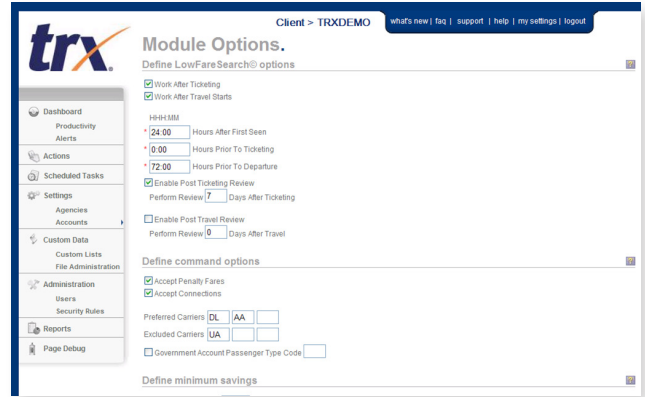 trx
Client > TRXDEMO
what's new | faq | support | help | my settings | logout
Module Options.
Define LowFareSearch© options
Work After Ticketing
Work After Travel Starts
HHH:MM
* 24:00 Hours After First Seen
* 0:00 Hours Prior To Ticketing
* 72:00 Hours Prior To Departure
Enable Post Ticketing Review
Perform Review 7 Days After Ticketing
Enable Post Travel Review
Perform Review 0 Days After Travel
Define command options
Accept Penalty Fares
Accept Connections
Preferred Carriers DL AA
Excluded Carriers UA
Government Account Passenger Type Code
Define minimum savings
Dashboard
Productivity
Alerts
Actions
Scheduled Tasks
Settings
Agencies
Accounts
Custom Data
Custom Lists
File Administration
Administration
Users
Security Rules
Reports
Page Debug